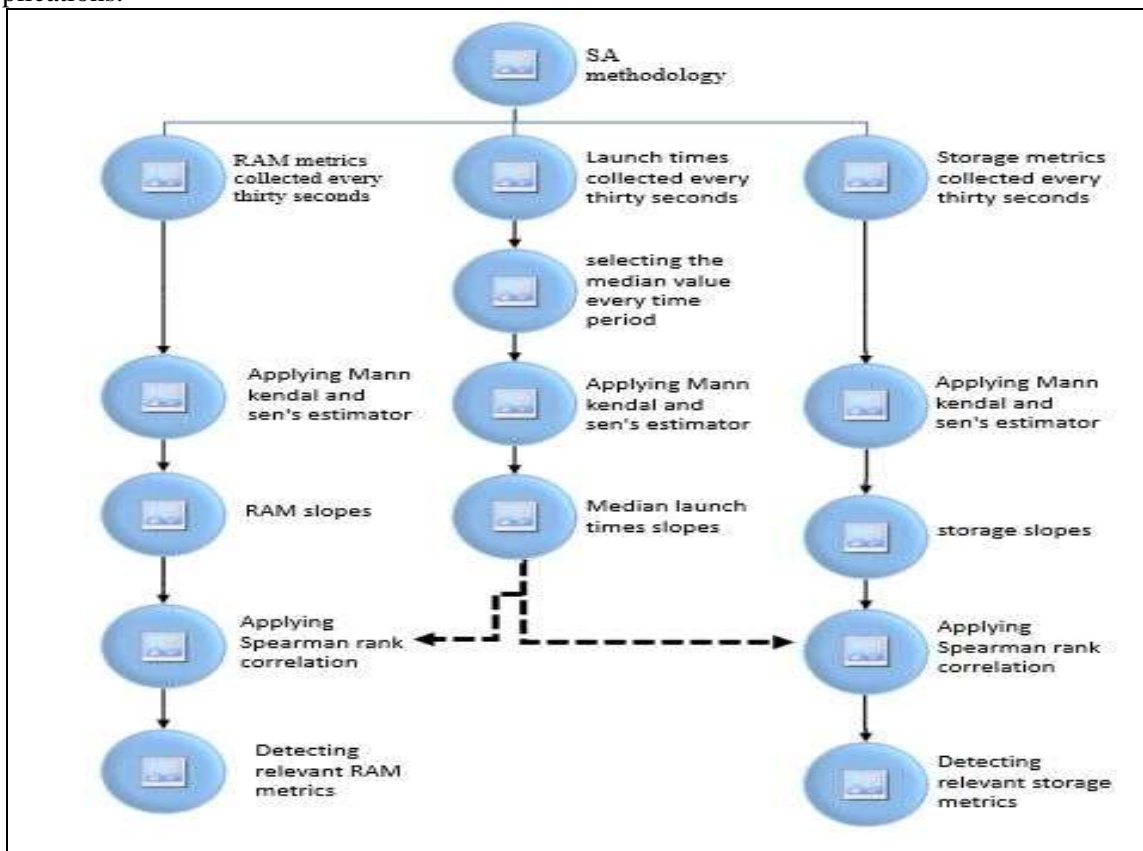 plications.
SA
methodology
RAM metrics
collected every
thirty seconds
Launch times
collected every
thirty seconds
Storage metrics
collected every
thirty seconds
selecting the
median value
every time
period
Applying Mann
kendal and
sen's estimator
Applying Mann
kendal and
sen's estimator
Applying Mann
kendal and
sen's estimator
RAM slopes
Median launch
times slopes
storage slopes
Applying
Spearman rank
correlation
Applying
Spearman rank
correlation
Detecting
relevant RAM
metrics
Detecting
relevant storage
metrics